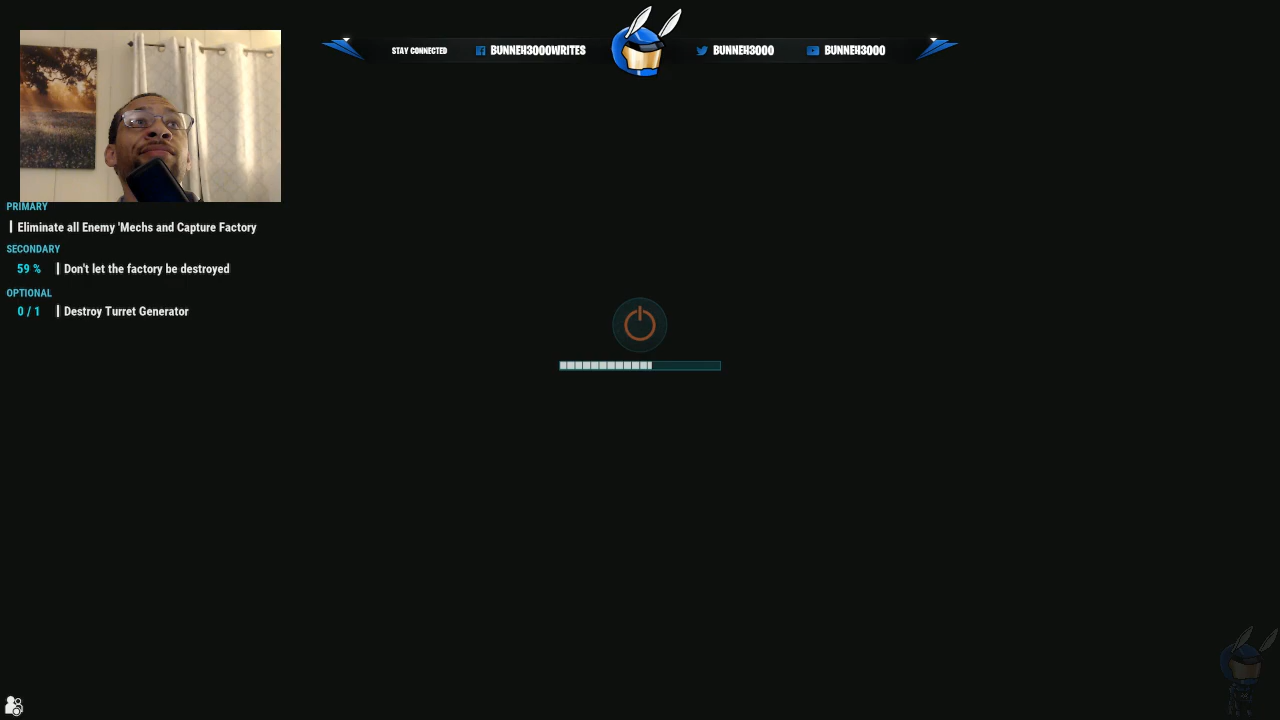 STAY CONNECTED BUNNEH3000WRITES BUNNEH3000 BUNNEH3000
PRIMARY
Eliminate all Enemy 'Mechs and Capture Factory
SECONDARY
59 % Don't let the factory be destroyed
OPTIONAL
0 / 1 Destroy Turret Generator